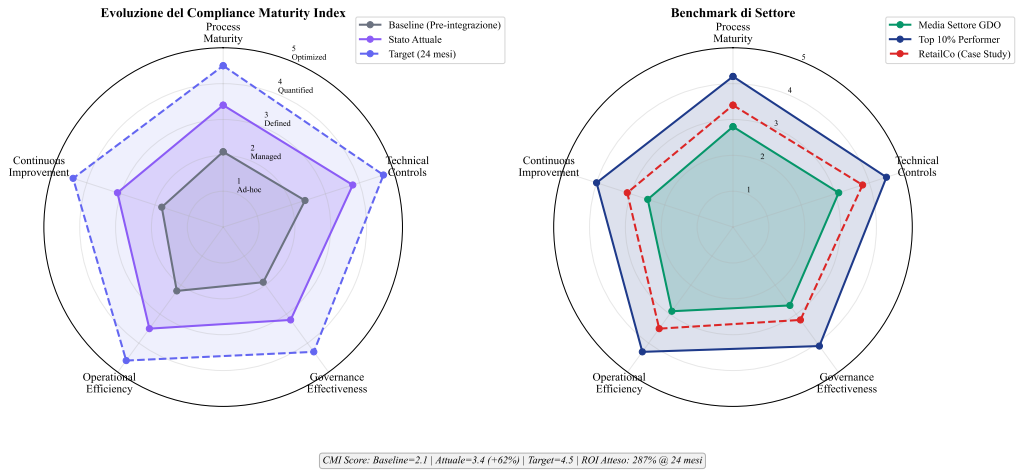 Evoluzione del Compliance Maturity Index
Process
Maturity
Technical
Controls
Governance
Effectiveness
Operational
Efficiency
Continuous
Improvement
5
Optimized
4
Quantified
3
Defined
2
Managed
1
Ad-hoc
Baseline (Pre-integrazione)
Stato Attuale
Target (24 mesi)
Benchmark di Settore
Process
Maturity
Technical
Controls
Governance
Effectiveness
Operational
Efficiency
Continuous
Improvement
5
4
3
2
1
Media Settore GDO
Top 10% Performer
RetailCo (Case Study)
CMI Score: Baseline=2.1 | Attuale=3.4 (+62%) | Target=4.5 | ROI Atteso: 287% @ 24 mesi